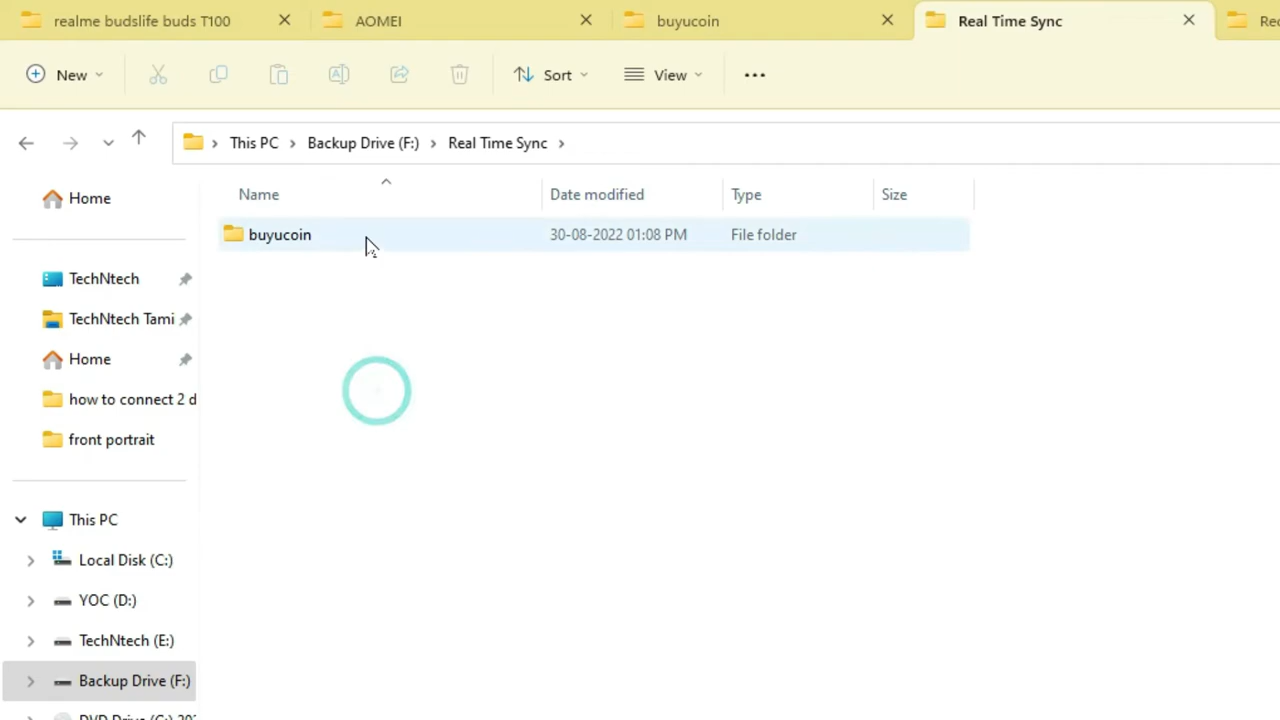 realme budslife buds T100
AOMEI
buyucoin
Real Time Sync
New
Sort
View
This PC
Backup Drive (F:)
Real Time Sync
Name
Date modified
Type
Size
buyucoin
30-08-2022 01:08 PM
File folder
Home
TechNtech
TechNtech Tami
Home
how to connect 2 d
front portrait
This PC
Local Disk (C:)
YOC (D:)
TechNtech (E:)
Backup Drive (F:)